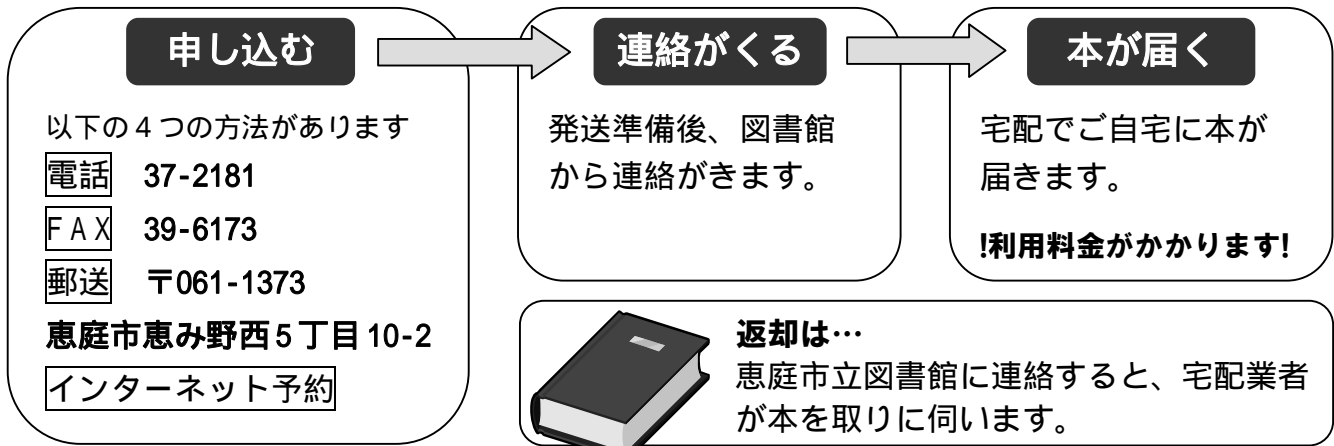 申し込む
以下の４つの方法があります
電話 37-2181
ＦＡＸ 39-6173
郵送 〒061-1373
恵庭市恵み野西5丁目10-2
インターネット予約
連絡がくる
発送準備後、図書館
から連絡がきます。
本が届く
宅配でご自宅に本が
届きます。
!利用料金がかかります!
返却は…
恵庭市立図書館に連絡すると、宅配業者
が本を取りに伺います。